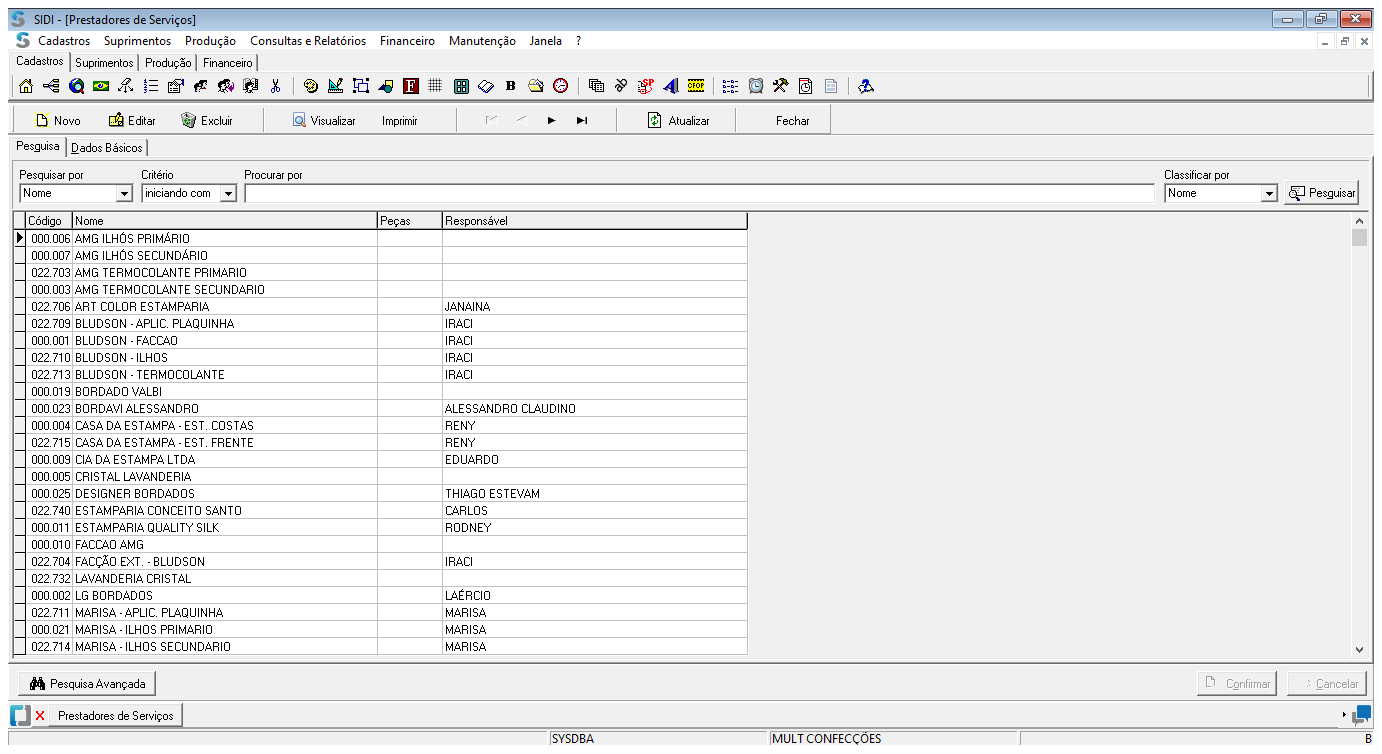 SIDI - [Prestadores de Serviços]
Cadastros Suprimentos Produção Consultas e Relatórios Financeiro Manutenção Janela ?
Cadastros Suprimentos Produção Financeiro
F B SP CFOP
Novo Editar Excluir Visualizar Imprimir Atualizar Fechar
Pesquisa Dados Básicos
Pesquisar por Critério Procurar por Classificar por
Nome iniciando com Nome Pesquisar
Código Nome Peças Responsável
000.006 AMG ILHÓS PRIMÁRIO
000.007 AMG ILHÓS SECUNDÁRIO
022.703 AMG TERMOCOLANTE PRIMARIO
000.003 AMG TERMOCOLANTE SECUNDARIO
022.706 ART COLOR ESTAMPARIA JANAINA
022.709 BLUDSON - APLIC. PLAQUINHA IRACI
000.001 BLUDSON - FACCAO IRACI
022.710 BLUDSON - ILHOS IRACI
022.713 BLUDSON - TERMOCOLANTE IRACI
000.019 BORDADO VALBI
000.023 BORDAVI ALESSANDRO ALESSANDRO CLAUDINO
000.004 CASA DA ESTAMPA - EST. COSTAS RENY
022.715 CASA DA ESTAMPA - EST. FRENTE RENY
000.009 CIA DA ESTAMPA LTDA EDUARDO
000.005 CRISTAL LAVANDERIA
000.025 DESIGNER BORDADOS THIAGO ESTEVAM
022.740 ESTAMPARIA CONCEITO SANTO CARLOS
000.011 ESTAMPARIA QUALITY SILK RODNEY
000.010 FACCAO AMG
022.704 FACÇÃO EXT. - BLUDSON IRACI
022.732 LAVANDERIA CRISTAL
000.002 LG BORDADOS LAÉRCIO
022.711 MARISA - APLIC. PLAQUINHA MARISA
000.021 MARISA - ILHOS PRIMARIO MARISA
022.714 MARISA - ILHOS SECUNDARIO MARISA
Pesquisa Avançada Confirmar Cancelar
Prestadores de Serviços
SYSDBA MULT CONFECÇÕES B